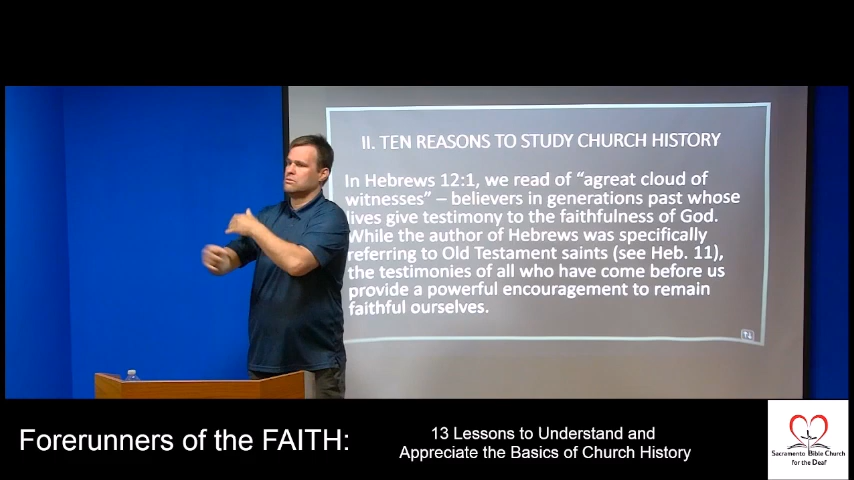 II. TEN REASONS TO STUDY CHURCH HISTORY
In Hebrews 12:1, we read of “agreat cloud of
witnesses” – believers in generations past whose
lives give testimony to the faithfulness of God.
While the author of Hebrews was specifically
referring to Old Testament saints (see Heb. 11),
the testimonies of all who have come before us
provide a powerful encouragement to remain
faithful ourselves.
Forerunners of the FAITH:
13 Lessons to Understand and
Appreciate the Basics of Church History
Sacramento Bible Church
for the Deaf